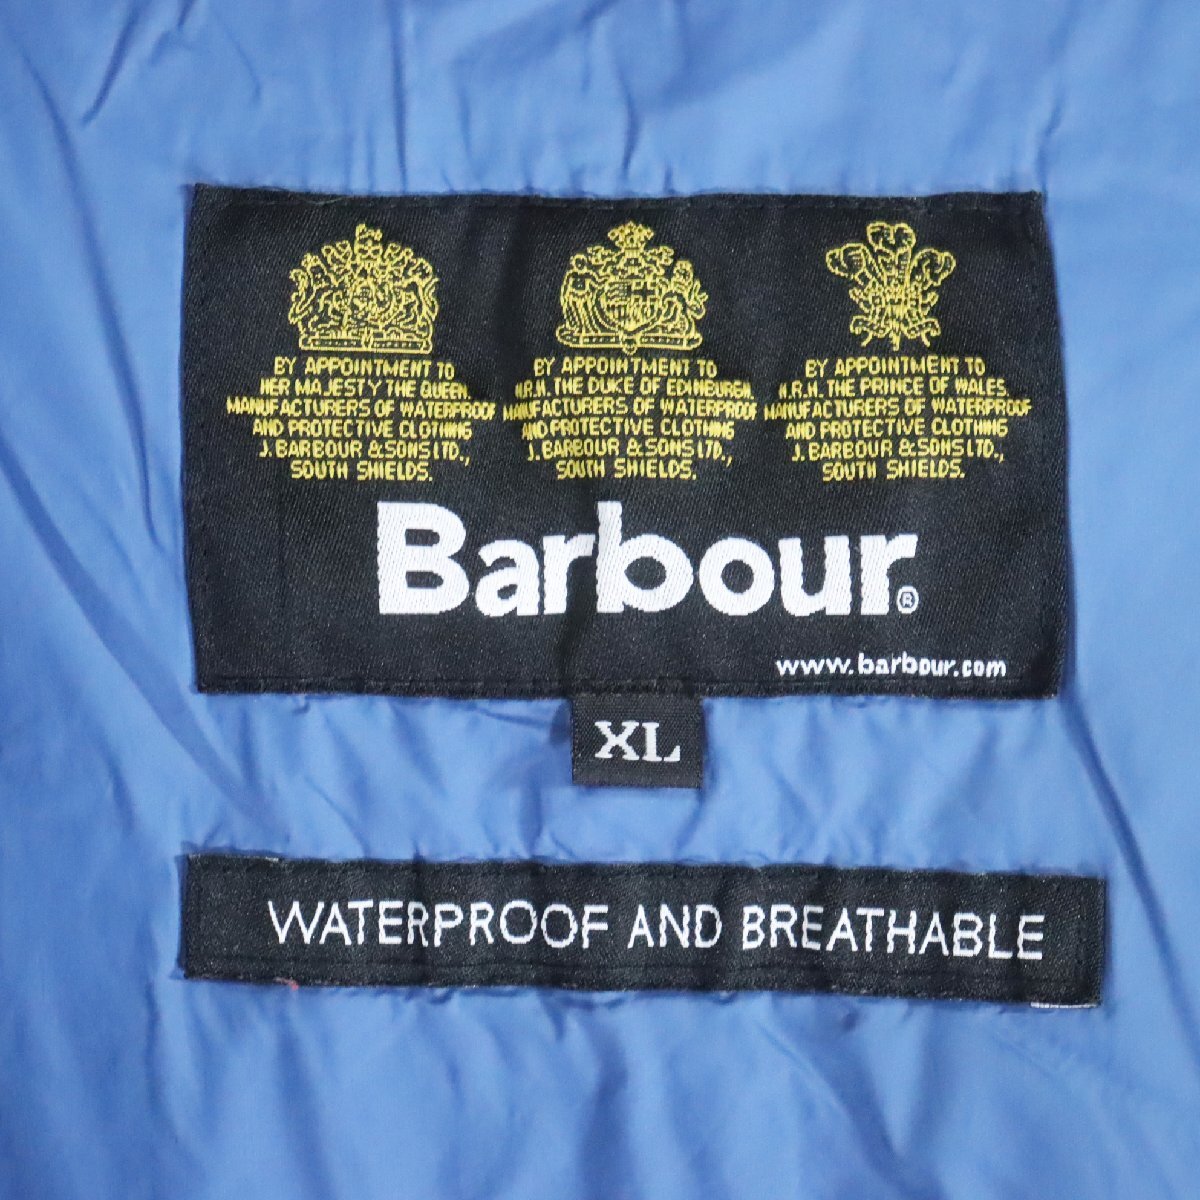 BY APPOINTMENT TO
HER MAJESTY THE QUEEN
MANUFACTURERS OF WATERPROOF
AND PROTECTIVE CLOTHING
J. BARBOUR & SONS LTD.,
SOUTH SHIELDS.
BY APPOINTMENT TO
H.R.H. THE DUKE OF EDINBURGH
MANUFACTURERS OF WATERPROOF
AND PROTECTIVE CLOTHING
J. BARBOUR & SONS LTD.,
SOUTH SHIELDS.
BY APPOINTMENT TO
H.R.H. THE PRINCE OF WALES.
MANUFACTURERS OF WATERPROOF
AND PROTECTIVE CLOTHING
J. BARBOUR & SONS LTD.,
SOUTH SHIELDS.
Barbour®
www.barbour.com
XL
WATERPROOF AND BREATHABLE